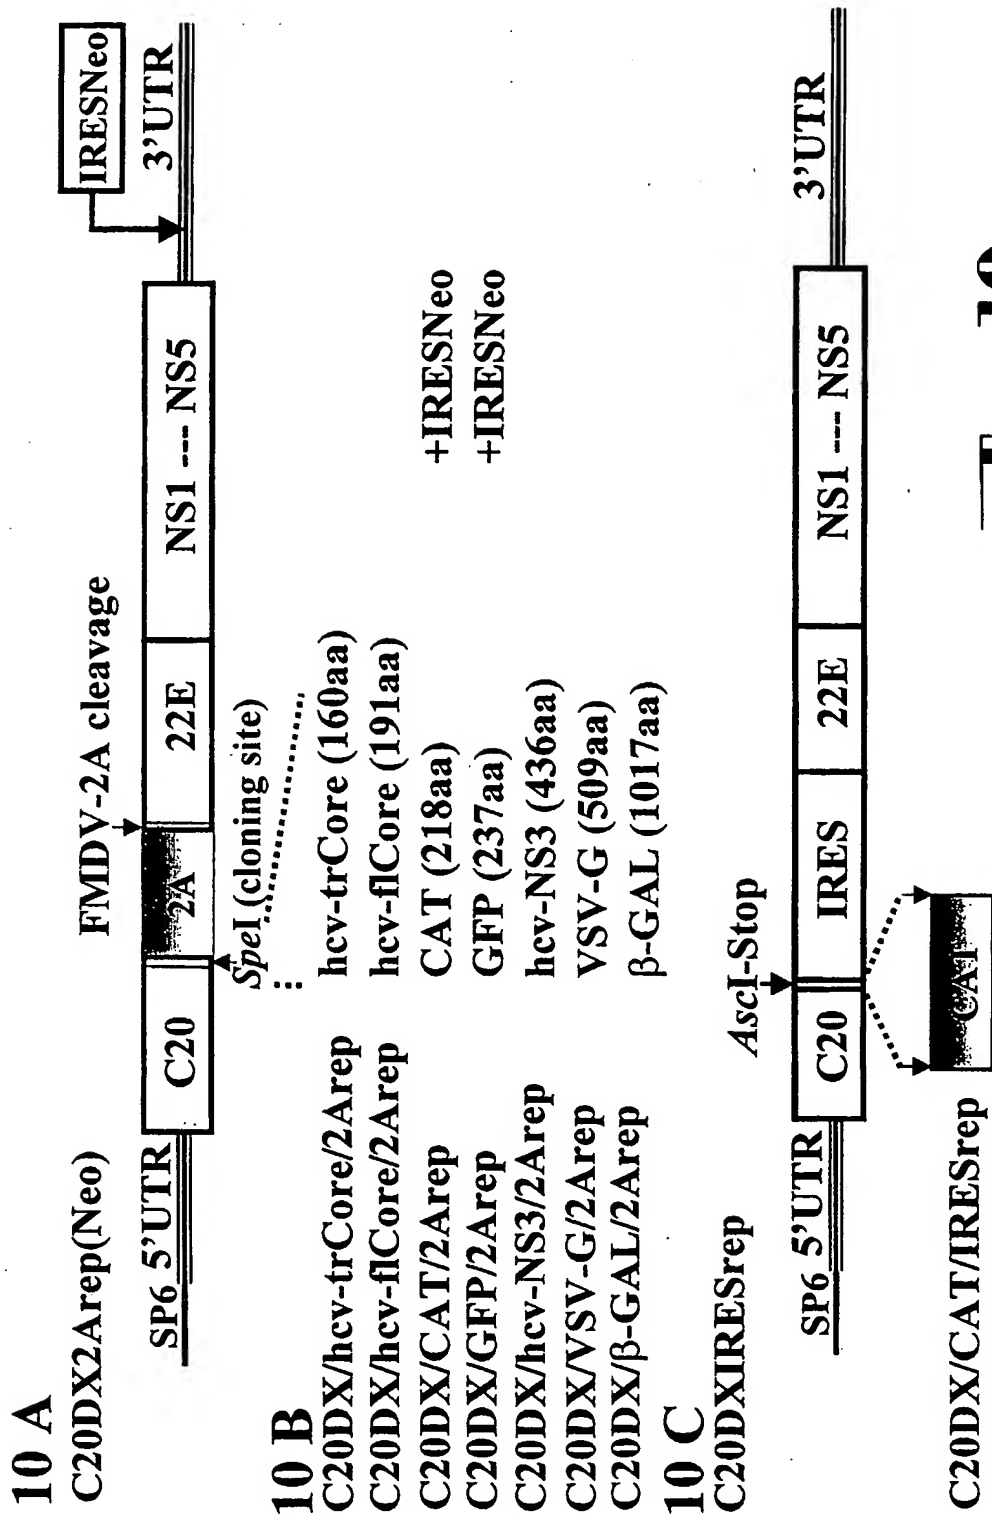 10 A
C20DX2Arep(Neo)
FMDV-2A cleavage
IRESNeo
SP6 5'UTR
C20
2A
22E
NS1 --- NS5
3'UTR
SpeI (cloning site)
10 B
C20DX/hcv-trCore/2Arep hcv-trCore (160aa)
C20DX/hcv-flCore/2Arep hcv-flCore (191aa)
C20DX/CAT/2Arep CAT (218aa) +IRESNeo
C20DX/GFP/2Arep GFP (237aa) +IRESNeo
C20DX/hcv-NS3/2Arep hcv-NS3 (436aa)
C20DX/VSV-G/2Arep VSV-G (509aa)
C20DX/β-GAL/2Arep β-GAL (1017aa)
10 C
C20DXIRESrep
AscI-Stop
SP6 5'UTR
C20
IRES
22E
NS1 --- NS5
3'UTR
CAT
C20DX/CAT/IRESrep